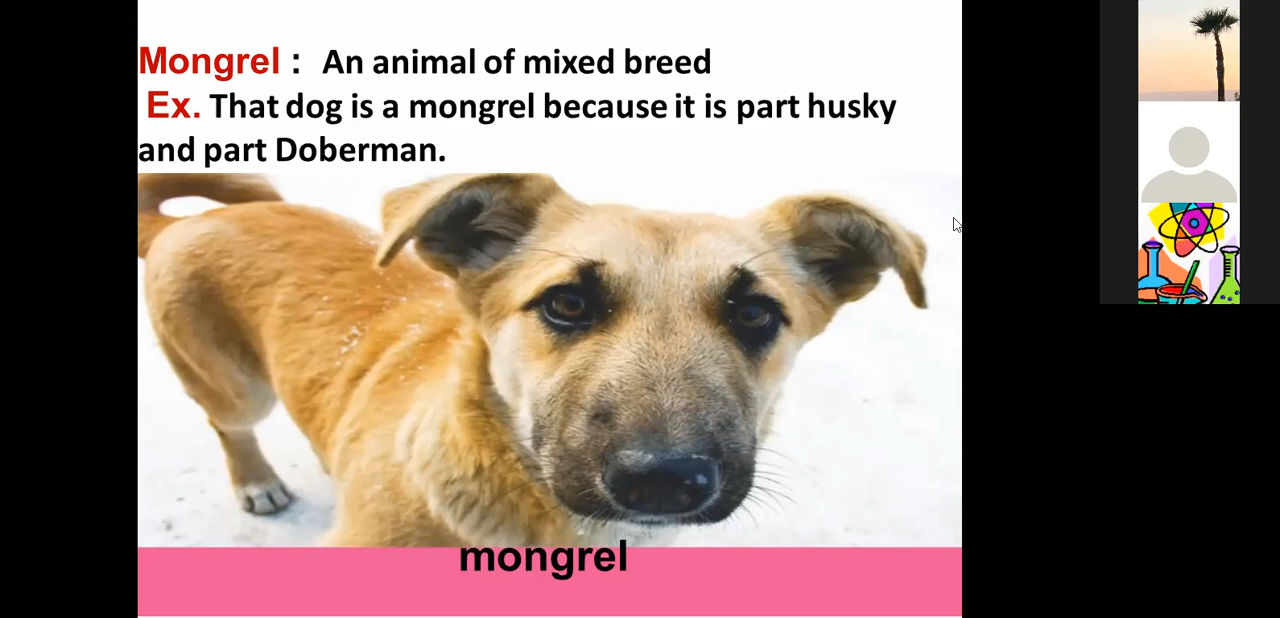 Mongrel : An animal of mixed breed
Ex. That dog is a mongrel because it is part husky
and part Doberman.
mongrel